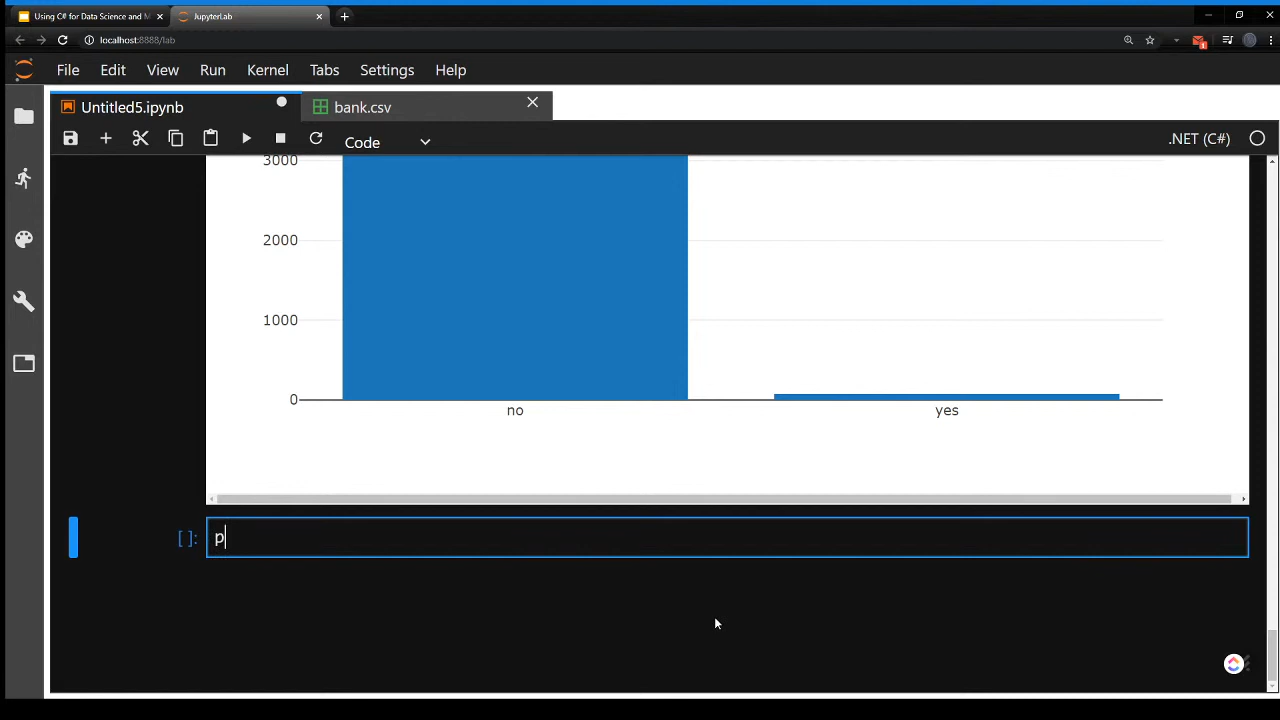 Using C# for Data Science and M
JupyterLab
localhost:8888/lab
1
File Edit View Run Kernel Tabs Settings Help
Untitled5.ipynb
bank.csv
Code
.NET (C#)
3000
2000
1000
0
no yes
[ ]: p